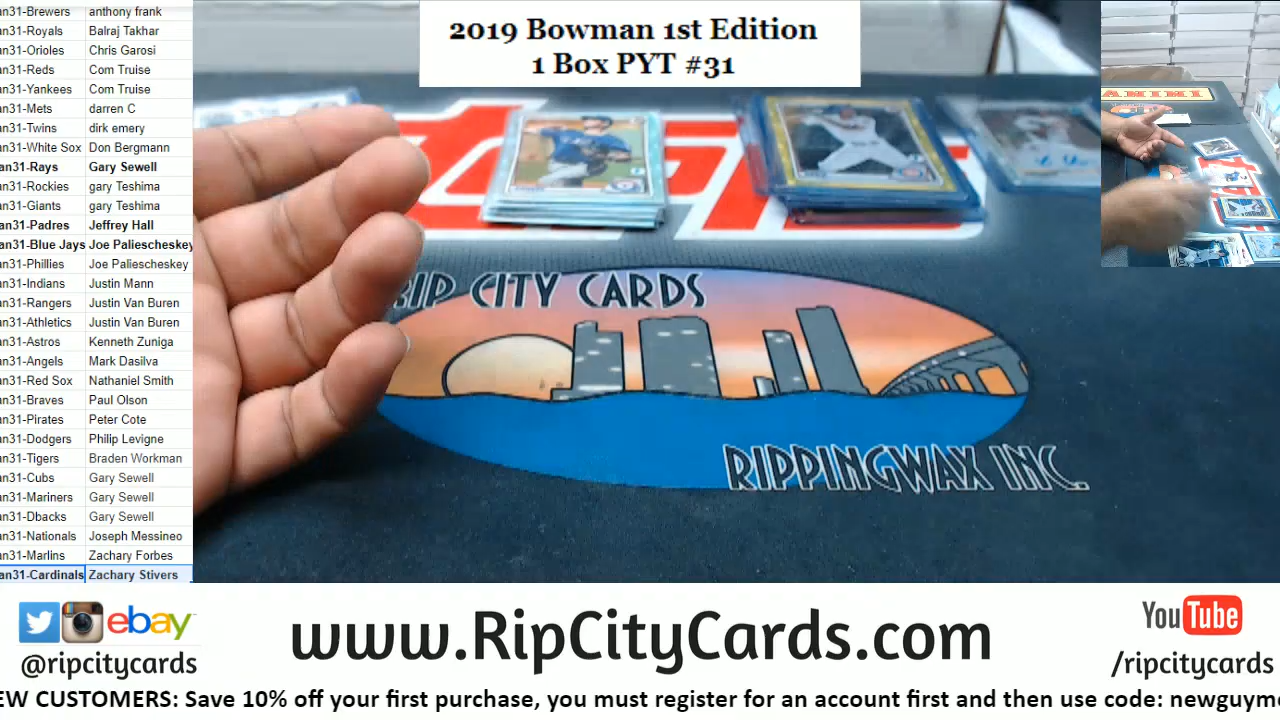 an31-Brewers anthony frank
an31-Royals Balraj Takhar
an31-Orioles Chris Garosi
an31-Reds Com Truise
an31-Yankees Com Truise
an31-Mets darren C
an31-Twins dirk emery
an31-White Sox Don Bergmann
an31-Rays Gary Sewell
an31-Rockies gary Teshima
an31-Giants gary Teshima
an31-Padres Jeffrey Hall
an31-Blue Jays Joe Paliescheskey
an31-Phillies Joe Paliescheskey
an31-Indians Justin Mann
an31-Rangers Justin Van Buren
an31-Athletics Justin Van Buren
an31-Astros Kenneth Zuniga
an31-Angels Mark Dasilva
an31-Red Sox Nathaniel Smith
an31-Braves Paul Olson
an31-Pirates Peter Cote
an31-Dodgers Philip Levigne
an31-Tigers Braden Workman
an31-Cubs Gary Sewell
an31-Mariners Gary Sewell
an31-Dbacks Gary Sewell
an31-Nationals Joseph Messineo
an31-Marlins Zachary Forbes
an31-Cardinals Zachary Stivers
2019 Bowman 1st Edition
1 Box PYT #31
PANINI
RIP CITY CARDS
RIPPINGWAX INC.
ebay
@ripcitycards
www.RipCityCards.com
YouTube
/ripcitycards
EW CUSTOMERS: Save 10% off your first purchase, you must register for an account first and then use code: newguym